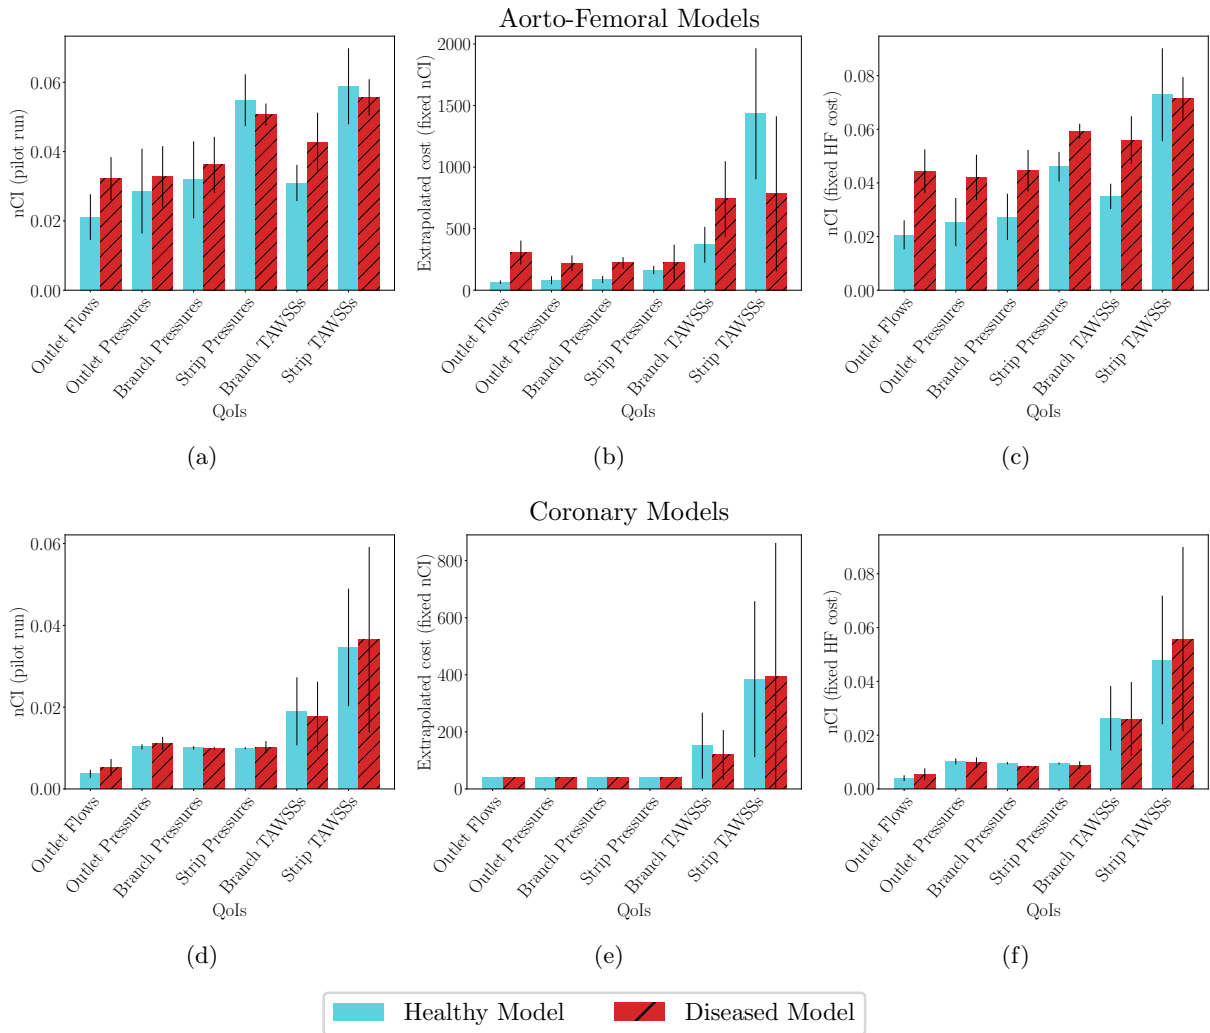 Aorto-Femoral Models
nCI (pilot run)
0.06
0.04
0.02
0.00
Outlet Flows
Outlet Pressures
Branch Pressures
Strip Pressures
Branch TAWSSs
Strip TAWSSs
QoIs
(a)
Extrapolated cost (fixed nCI)
2000
1500
1000
500
0
Outlet Flows
Outlet Pressures
Branch Pressures
Strip Pressures
Branch TAWSSs
Strip TAWSSs
QoIs
(b)
nCI (fixed HF cost)
0.08
0.06
0.04
0.02
0.00
Outlet Flows
Outlet Pressures
Branch Pressures
Strip Pressures
Branch TAWSSs
Strip TAWSSs
QoIs
(c)
Coronary Models
nCI (pilot run)
0.06
0.04
0.02
0.00
Outlet Flows
Outlet Pressures
Branch Pressures
Strip Pressures
Branch TAWSSs
Strip TAWSSs
QoIs
(d)
Extrapolated cost (fixed nCI)
800
600
400
200
0
Outlet Flows
Outlet Pressures
Branch Pressures
Strip Pressures
Branch TAWSSs
Strip TAWSSs
QoIs
(e)
nCI (fixed HF cost)
0.08
0.06
0.04
0.02
0.00
Outlet Flows
Outlet Pressures
Branch Pressures
Strip Pressures
Branch TAWSSs
Strip TAWSSs
QoIs
(f)
Healthy Model
Diseased Model